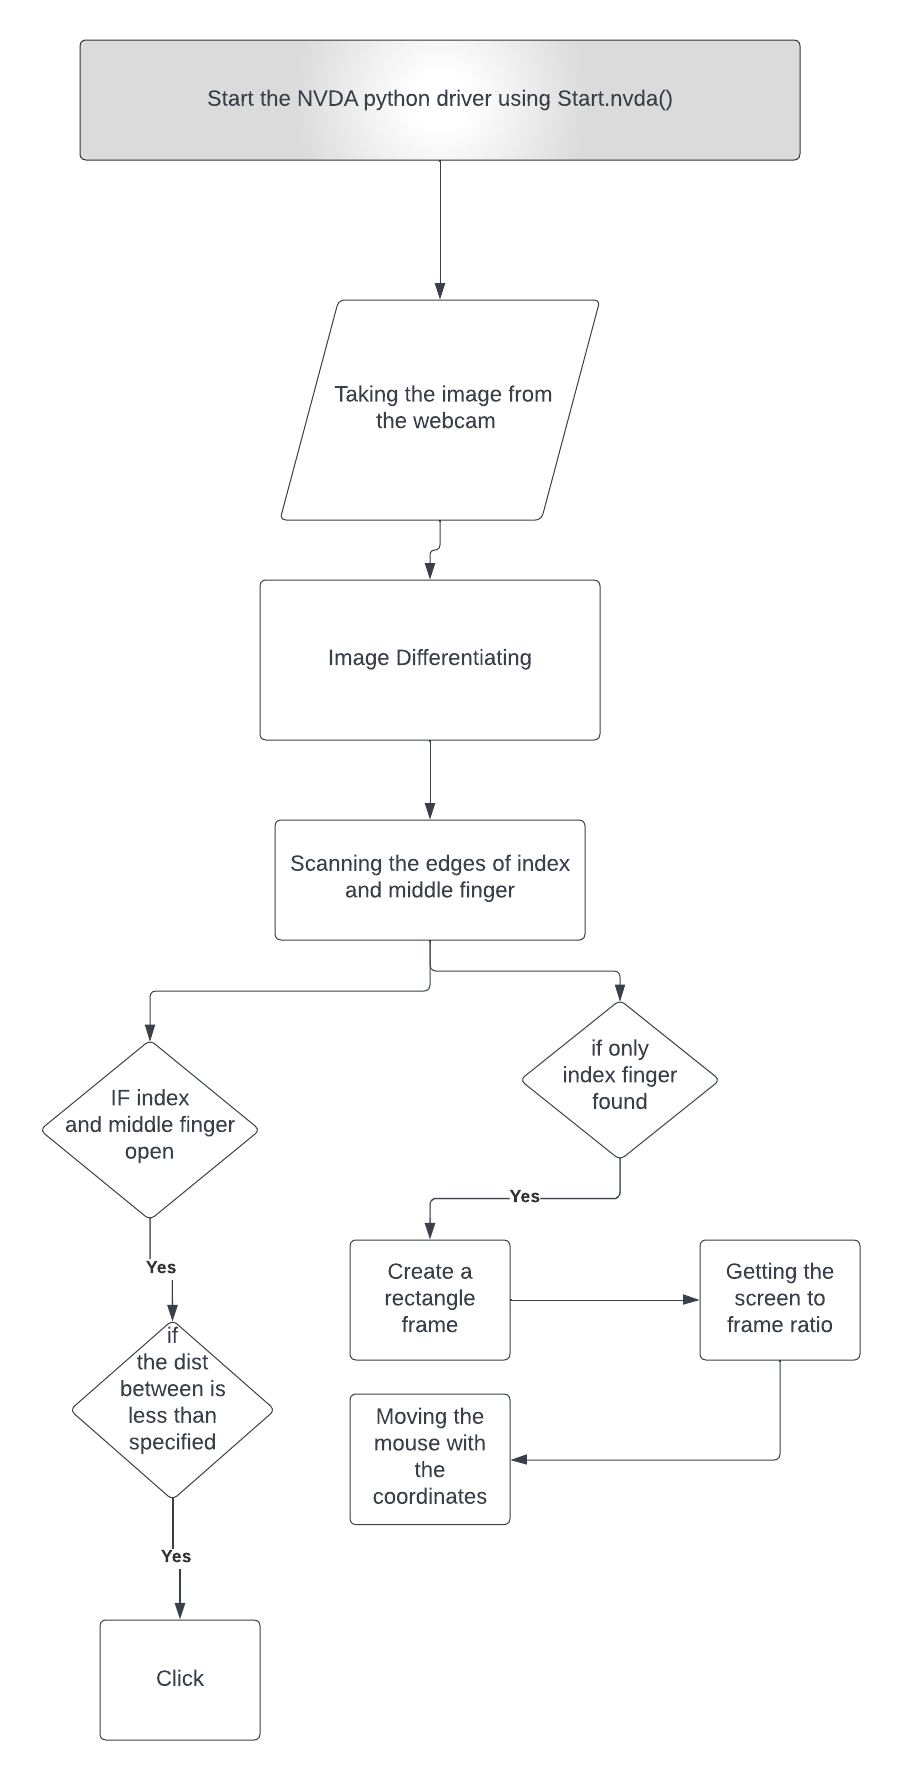 Start the NVDA python driver using Start.nvda()
Taking the image from
the webcam
Image Differentiating
Scanning the edges of index
and middle finger
IF index
and middle finger
open
Yes
if
the dist
between is
less than
specified
Yes
Click
if only
index finger
found
Yes
Create a
rectangle
frame
Getting the
screen to
frame ratio
Moving the
mouse with
the
coordinates